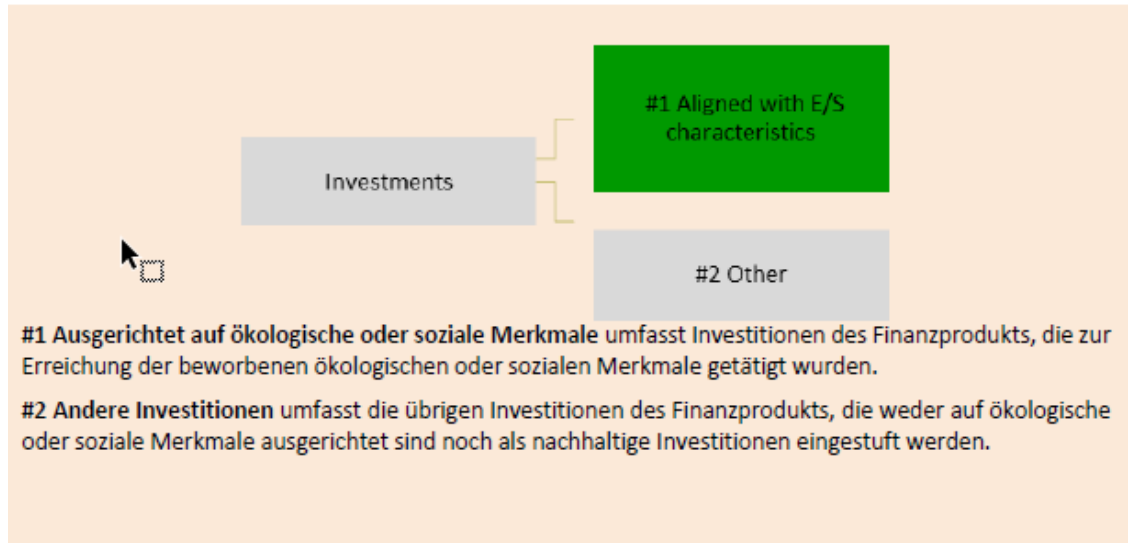 #1 Aligned with E/S
characteristics
Investments
#2 Other
#1 Ausgerichtet auf ökologische oder soziale Merkmale umfasst Investitionen des Finanzprodukts, die zur
Erreichung der beworbenen ökologischen oder sozialen Merkmale getätigt wurden.
#2 Andere Investitionen umfasst die übrigen Investitionen des Finanzprodukts, die weder auf ökologische
oder soziale Merkmale ausgerichtet sind noch als nachhaltige Investitionen eingestuft werden.